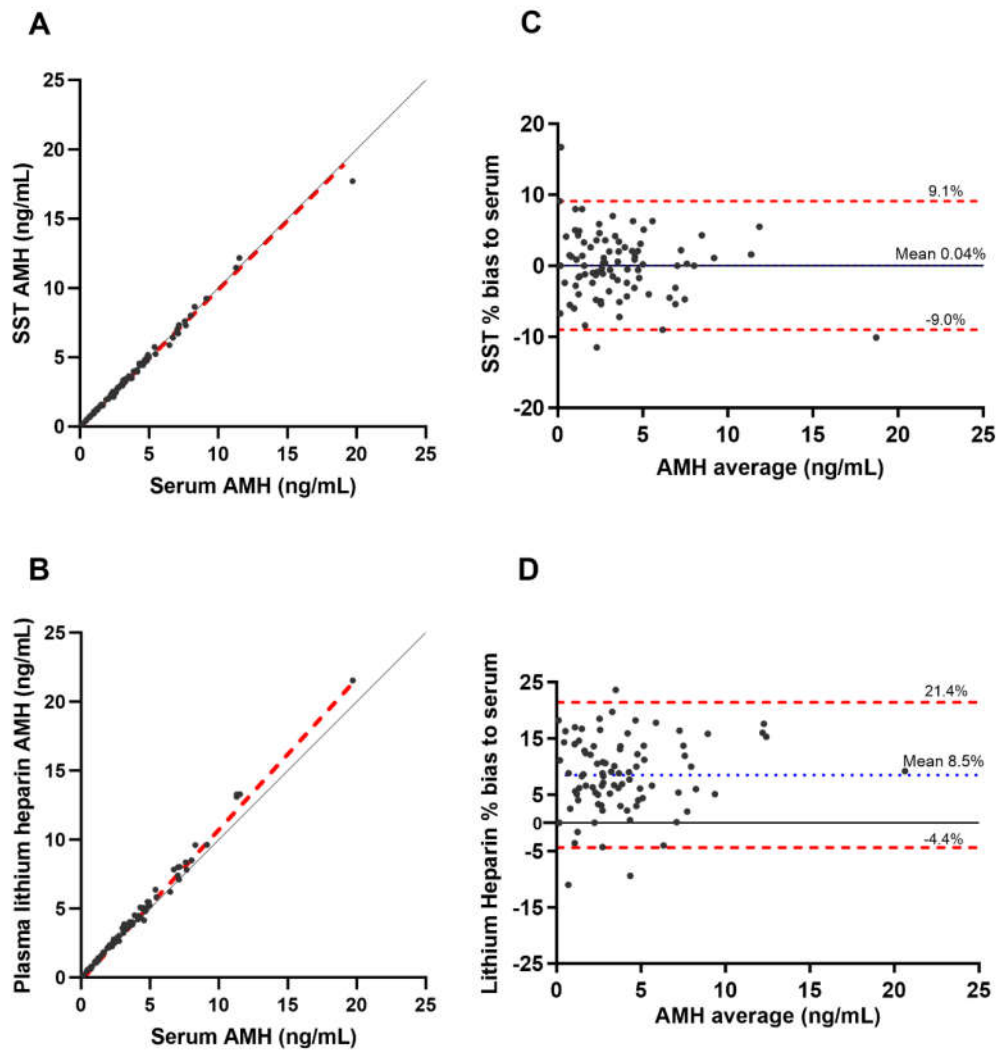 A
25
20
15
10
5
0
0 5 10 15 20 25
SST AMH (ng/mL)
Serum AMH (ng/mL)
C
20
10
0
-10
-20
0 5 10 15 20 25
SST % bias to serum
AMH average (ng/mL)
9.1%
Mean 0.04%
-9.0%
B
25
20
15
10
5
0
0 5 10 15 20 25
Plasma lithium heparin AMH (ng/mL)
Serum AMH (ng/mL)
D
25
15
5
0
-5
-15
-25
0 5 10 15 20 25
Lithium Heparin % bias to serum
AMH average (ng/mL)
21.4%
Mean 8.5%
-4.4%